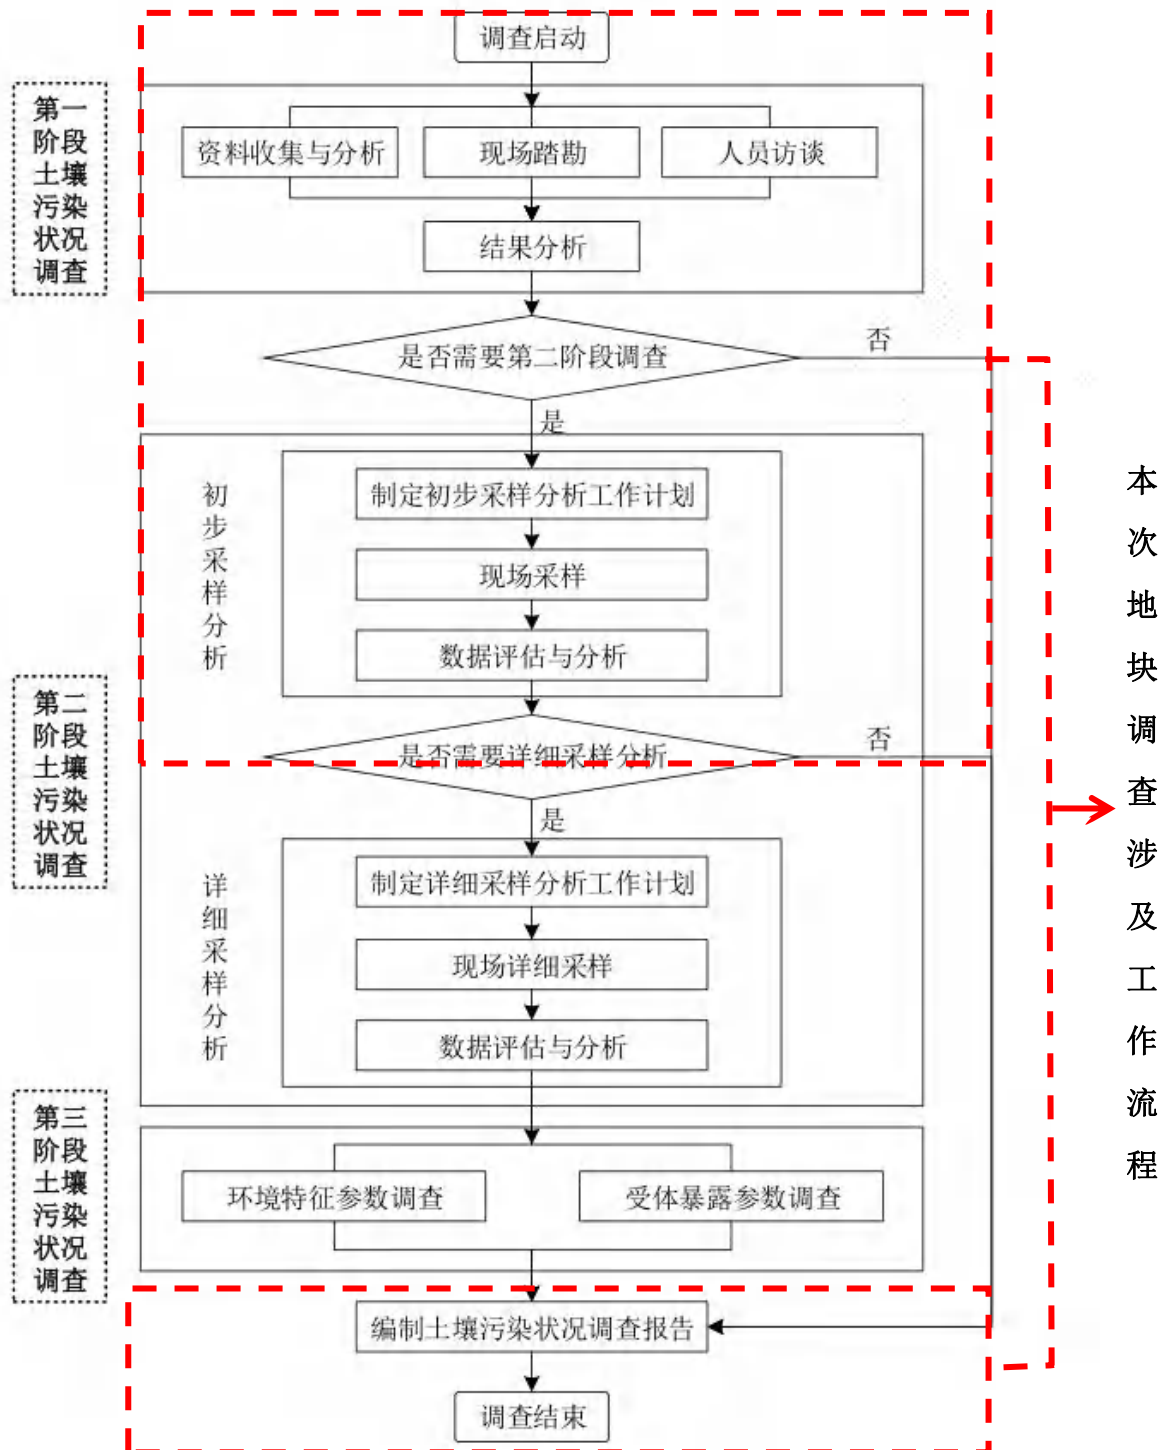 调查启动
第一
阶段
土壤
污染
状况
调查
资料收集与分析
现场踏勘
人员访谈
结果分析
是否需要第二阶段调查
否
是
初步采样分析
制定初步采样分析工作计划
现场采样
数据评估与分析
第二
阶段
土壤
污染
状况
调查
是否需要详细采样分析
否
是
详细采样分析
制定详细采样分析工作计划
现场详细采样
数据评估与分析
第三
阶段
土壤
污染
状况
调查
环境特征参数调查
受体暴露参数调查
编制土壤污染状况调查报告
调查结束
本次地块调查涉及工作流程